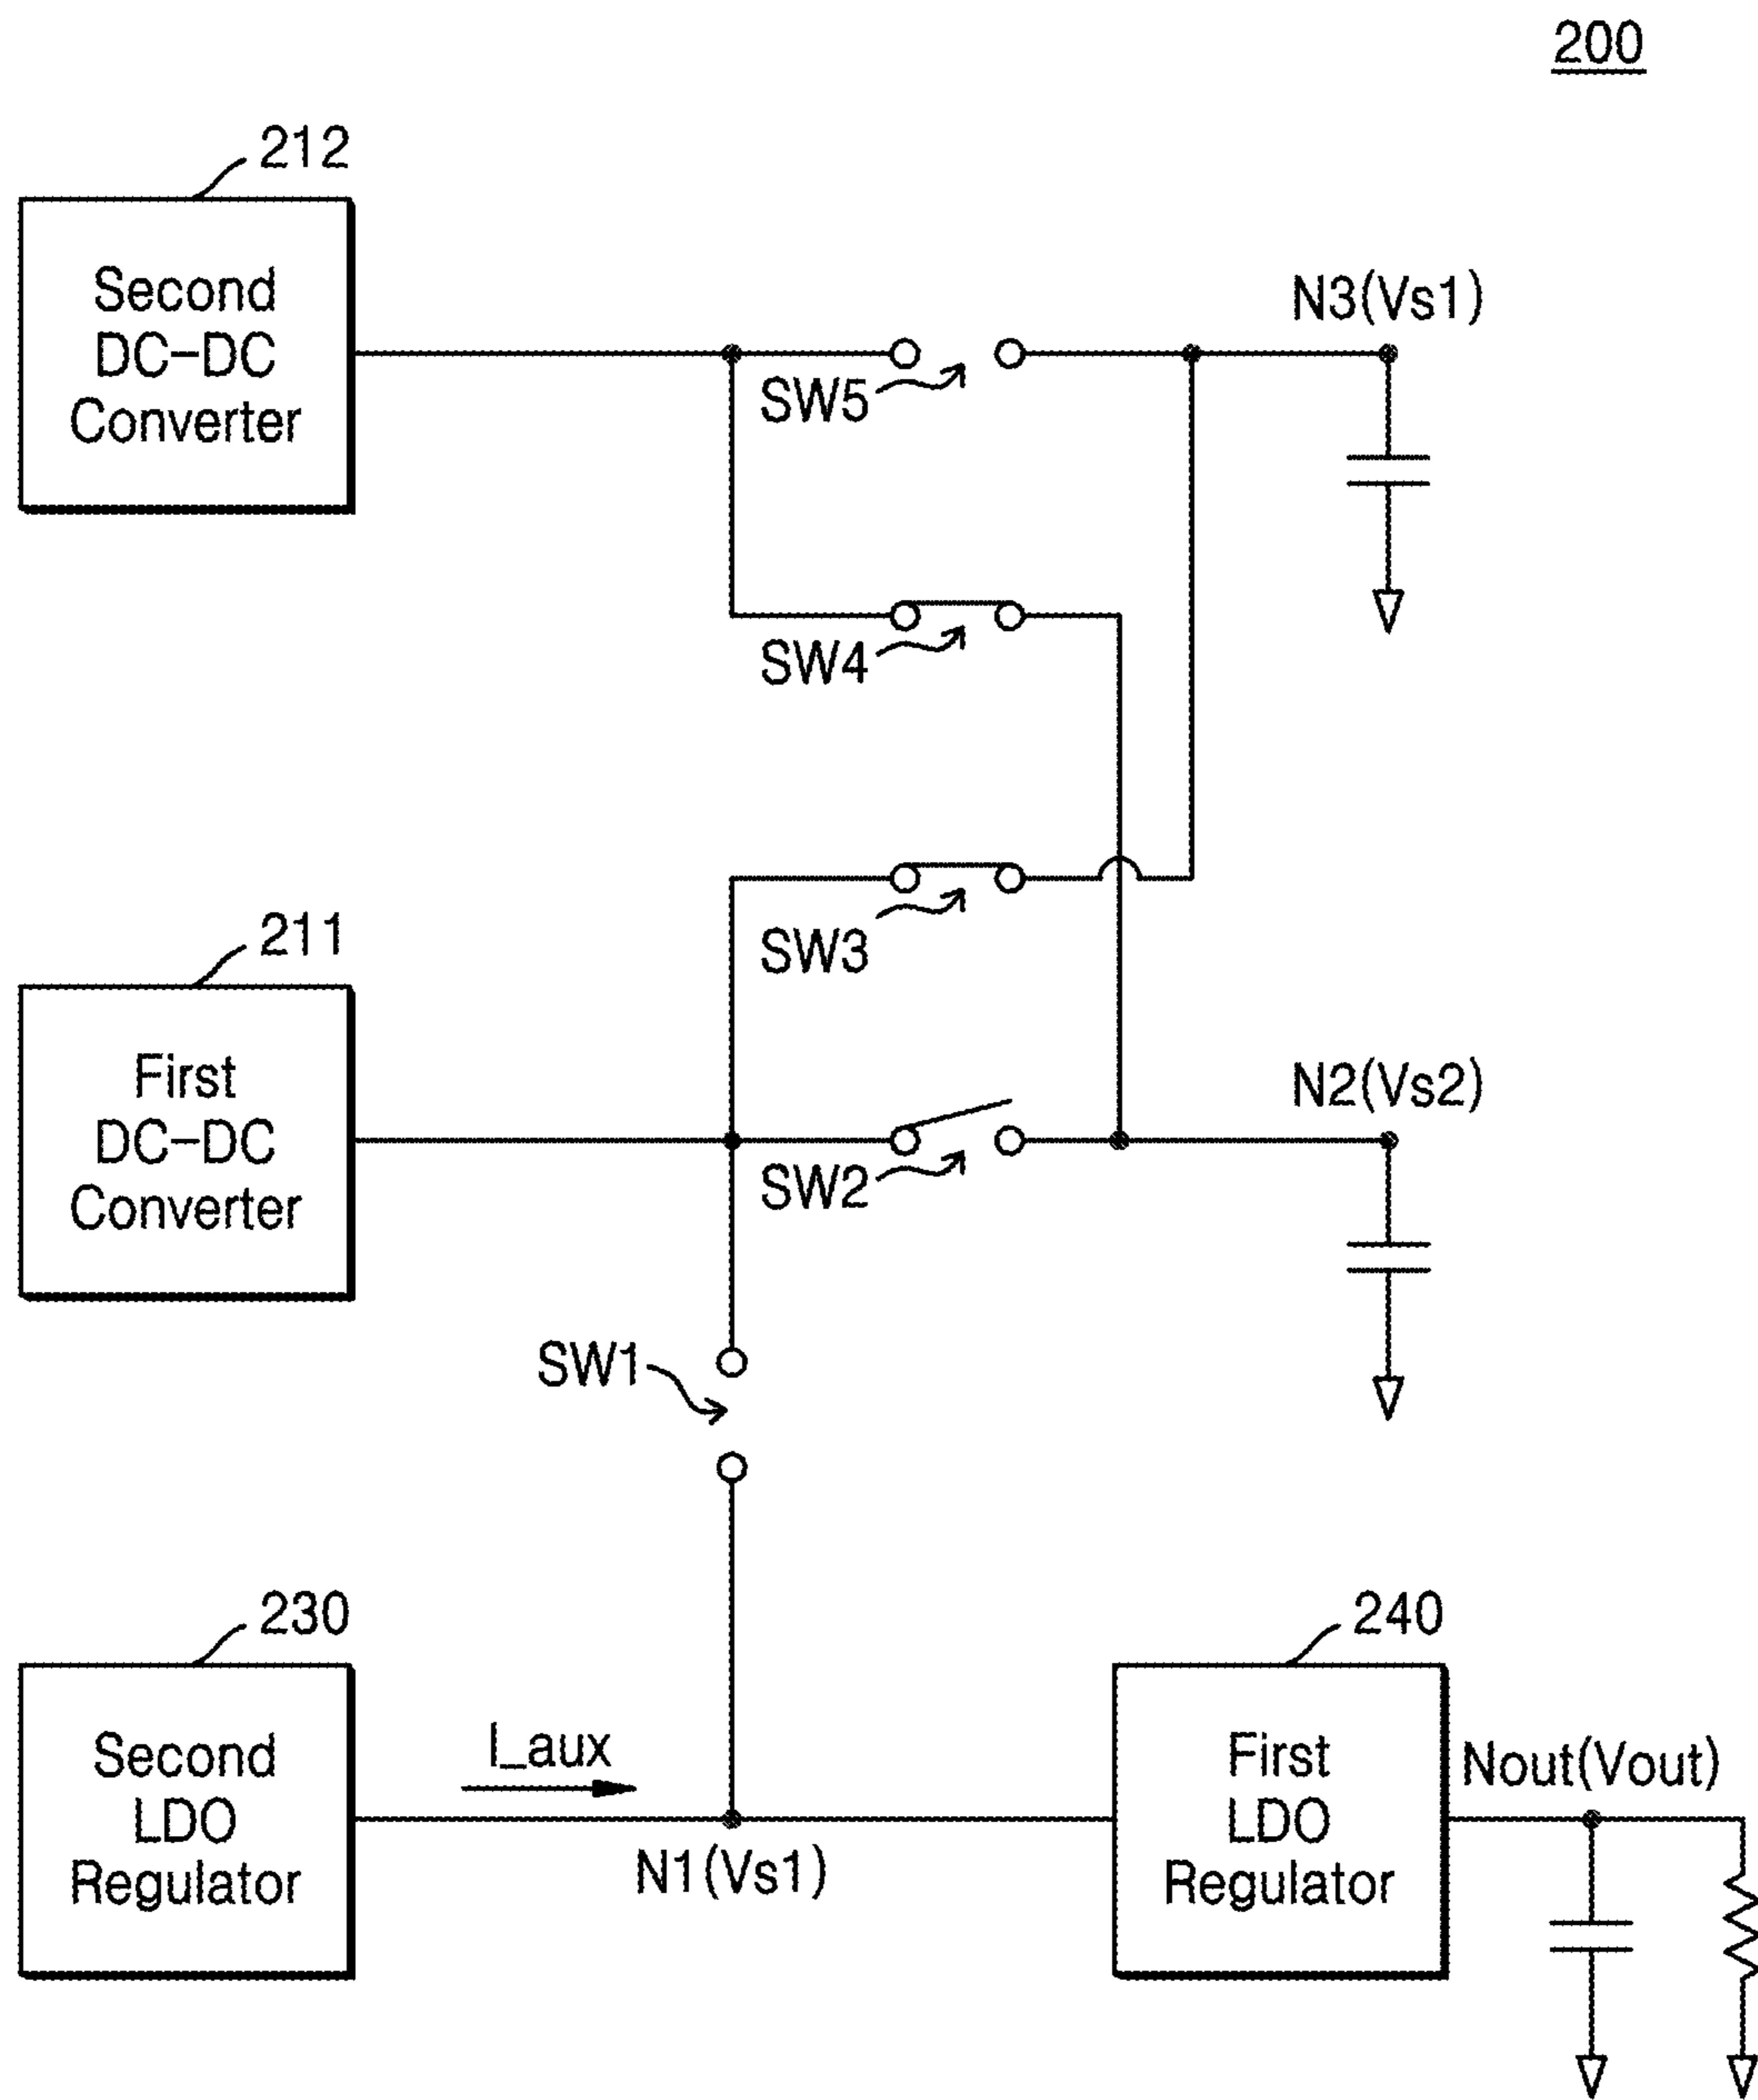 200
212
Second
DC-DC
Converter
N3(Vs1)
SW5
SW4
SW3
211
First
DC-DC
Converter
N2(Vs2)
SW2
SW1
230
240
Second
LDO
Regulator
I_aux
N1(Vs1)
First
LDO
Regulator
Nout(Vout)